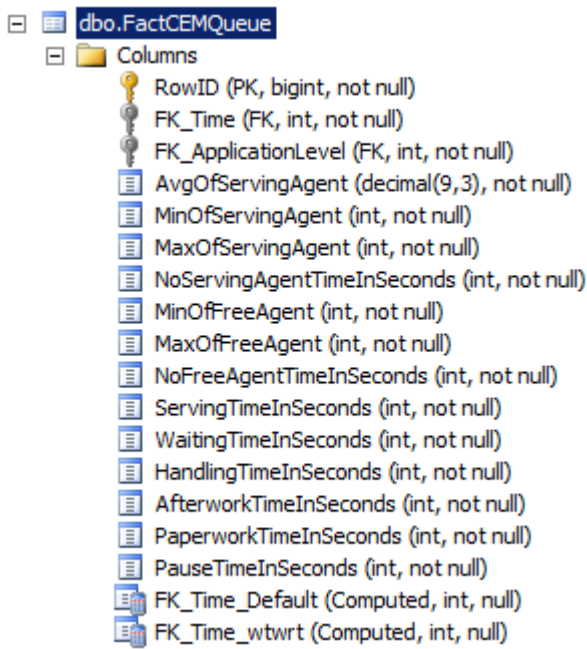 dbo.FactCEMQueue
Columns
RowID (PK, bigint, not null)
FK_Time (FK, int, not null)
FK_ApplicationLevel (FK, int, not null)
AvgOfServingAgent (decimal(9,3), not null)
MinOfServingAgent (int, not null)
MaxOfServingAgent (int, not null)
NoServingAgentTimeInSeconds (int, not null)
MinOfFreeAgent (int, not null)
MaxOfFreeAgent (int, not null)
NoFreeAgentTimeInSeconds (int, not null)
ServingTimeInSeconds (int, not null)
WaitingTimeInSeconds (int, not null)
HandlingTimeInSeconds (int, not null)
AfterworkTimeInSeconds (int, not null)
PaperworkTimeInSeconds (int, not null)
PauseTimeInSeconds (int, not null)
FK_Time_Default (Computed, int, null)
FK_Time_wtwrt (Computed, int, null)